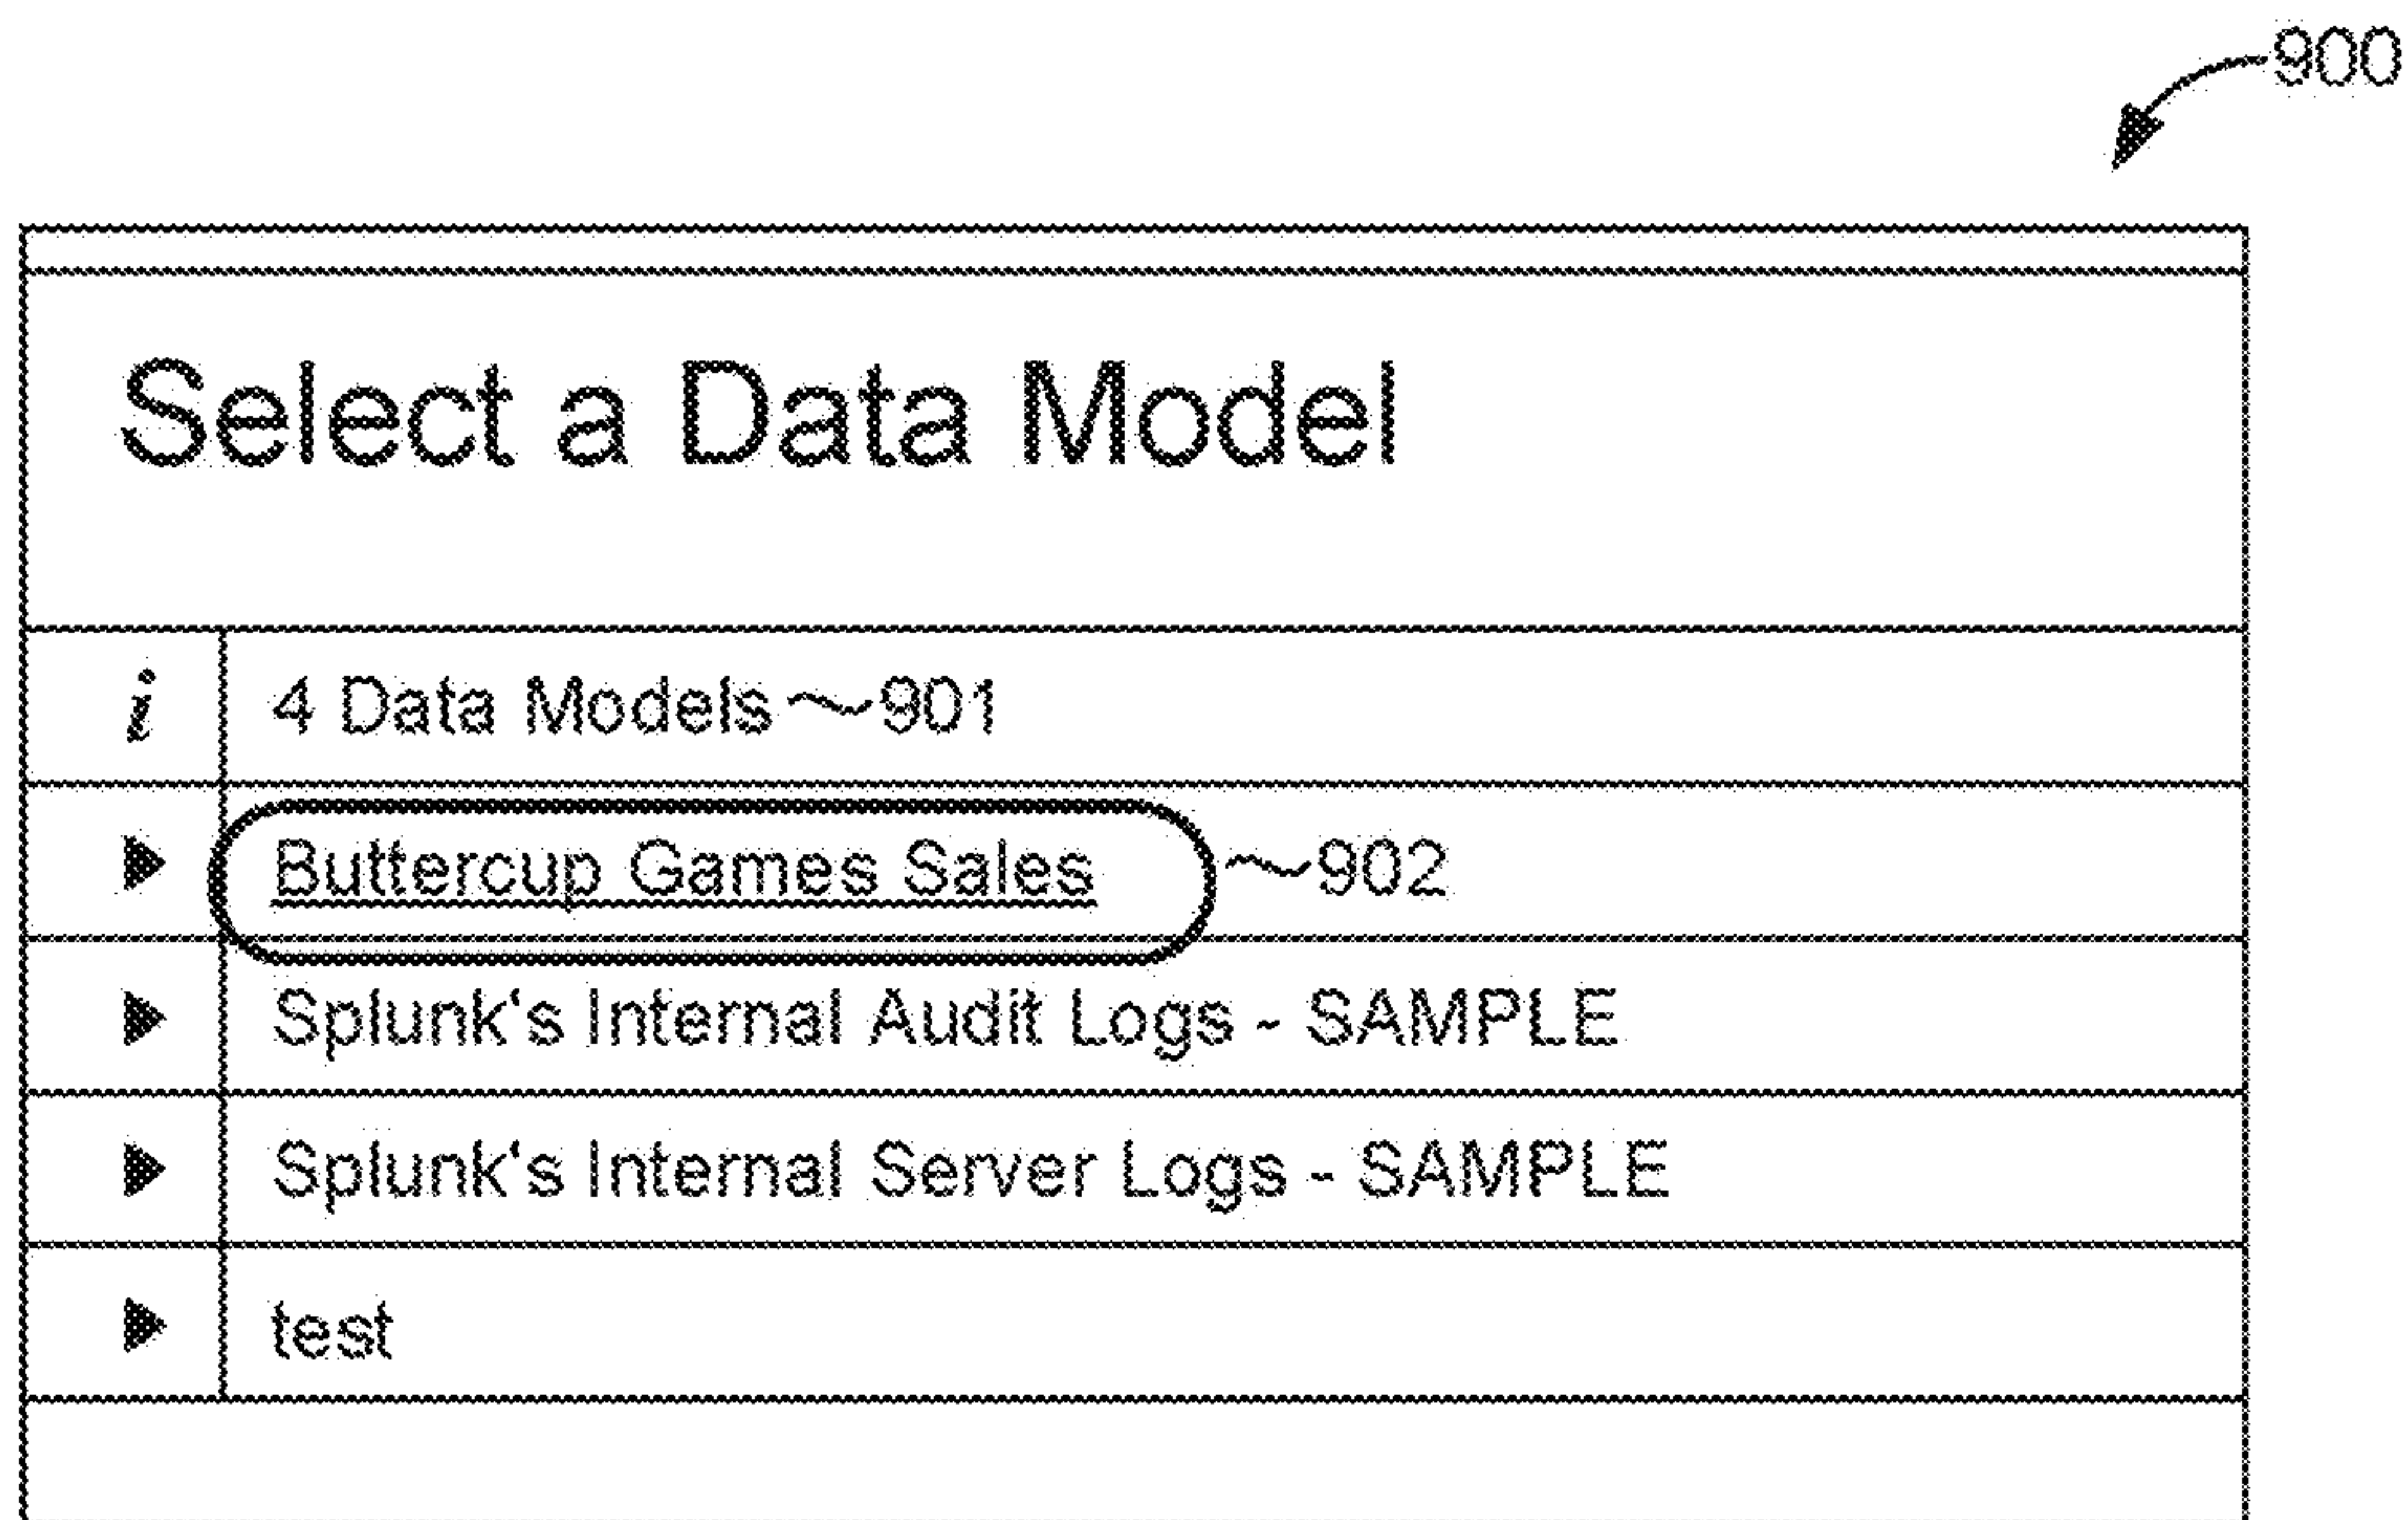 900
Select a Data Model
i 4 Data Models 901
Buttercup Games Sales 902
Splunk‘s Internal Audit Logs - SAMPLE
Splunk‘s Internal Server Logs - SAMPLE
test